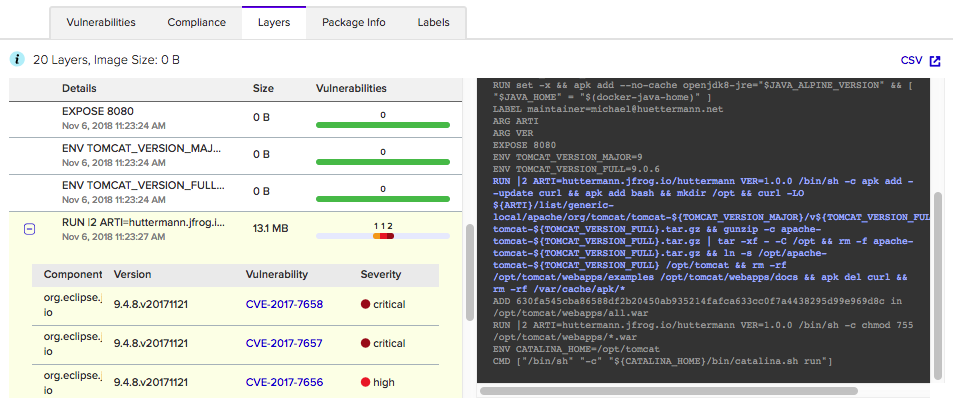 Vulnerabilities Compliance Layers Package Info Labels
20 Layers, Image Size: 0 B CSV
Details Size Vulnerabilities
EXPOSE 8080 0 B 0
Nov 6, 2018 11:23:24 AM
ENV TOMCAT_VERSION_MAJ... 0 B 0
Nov 6, 2018 11:23:24 AM
ENV TOMCAT_VERSION_FULL... 0 B 0
Nov 6, 2018 11:23:24 AM
RUN |2 ARTI=huttermann.jfrog.i... 13.1 MB 1 1 2
Nov 6, 2018 11:23:27 AM
Component Version Vulnerability Severity
org.eclipse.j
io 9.4.8.v20171121 CVE-2017-7658 critical
org.eclipse.j
io 9.4.8.v20171121 CVE-2017-7657 critical
org.eclipse.j
io 9.4.8.v20171121 CVE-2017-7656 high
RUN set -x && apk add --no-cache openjdk8-jre="$JAVA_ALPINE_VERSION" && [
"$JAVA_HOME" = "$(docker-java-home)" ]
LABEL maintainer=michael@huettermann.net
ARG ARTI
ARG VER
EXPOSE 8080
ENV TOMCAT_VERSION_MAJOR=9
ENV TOMCAT_VERSION_FULL=9.0.6
RUN |2 ARTI=huttermann.jfrog.io/huttermann VER=1.0.0 /bin/sh -c apk add -
-update curl && apk add bash && mkdir /opt && curl -LO
${ARTI}/list/generic-
local/apache/org/tomcat/tomcat-${TOMCAT_VERSION_MAJOR}/v${TOMCAT_VERSION_FUL
tomcat-${TOMCAT_VERSION_FULL}.tar.gz && gunzip -c apache-
tomcat-${TOMCAT_VERSION_FULL}.tar.gz | tar -xf - -C /opt && rm -f apache-
tomcat-${TOMCAT_VERSION_FULL}.tar.gz && ln -s /opt/apache-
tomcat-${TOMCAT_VERSION_FULL} /opt/tomcat && rm -rf
/opt/tomcat/webapps/examples /opt/tomcat/webapps/docs && apk del curl &&
rm -rf /var/cache/apk/*
ADD 630fa545cba86588df2b20450ab935214fafca633cc0f7a4438295d99e969d8c in
/opt/tomcat/webapps/all.war
RUN |2 ARTI=huttermann.jfrog.io/huttermann VER=1.0.0 /bin/sh -c chmod 755
/opt/tomcat/webapps/*.war
ENV CATALINA_HOME=/opt/tomcat
CMD ["/bin/sh" "-c" "${CATALINA_HOME}/bin/catalina.sh run"]